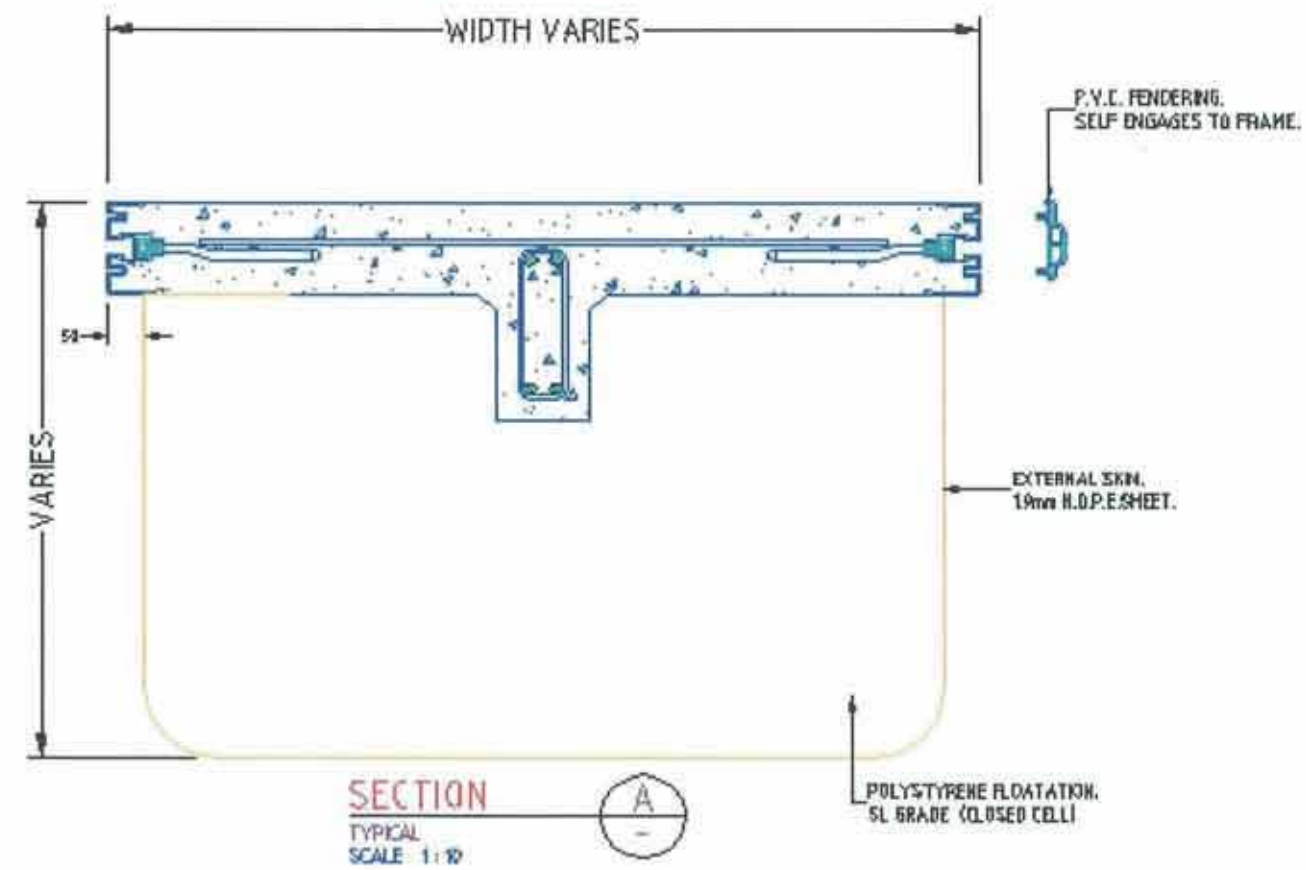 WIDTH VARIES
P.V.C. FENDERING.
SELF ENGAGES TO FRAME.
50
VARIES
EXTERNAL SKIN.
1.9mm H.D.P.E.SHEET.
POLYSTYRENE FLOATATION.
SL GRADE (CLOSED CELL)
SECTION
A
-
TYPICAL
SCALE 1:10